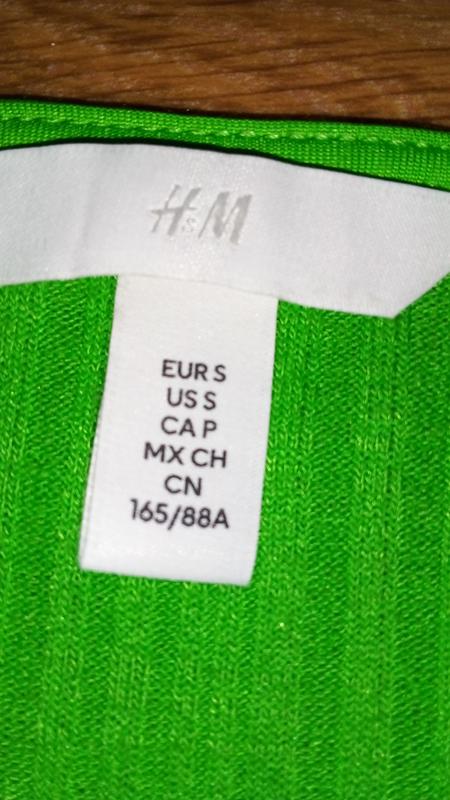 H&M
EUR S
US S
CA P
MX CH
CN
165/88A